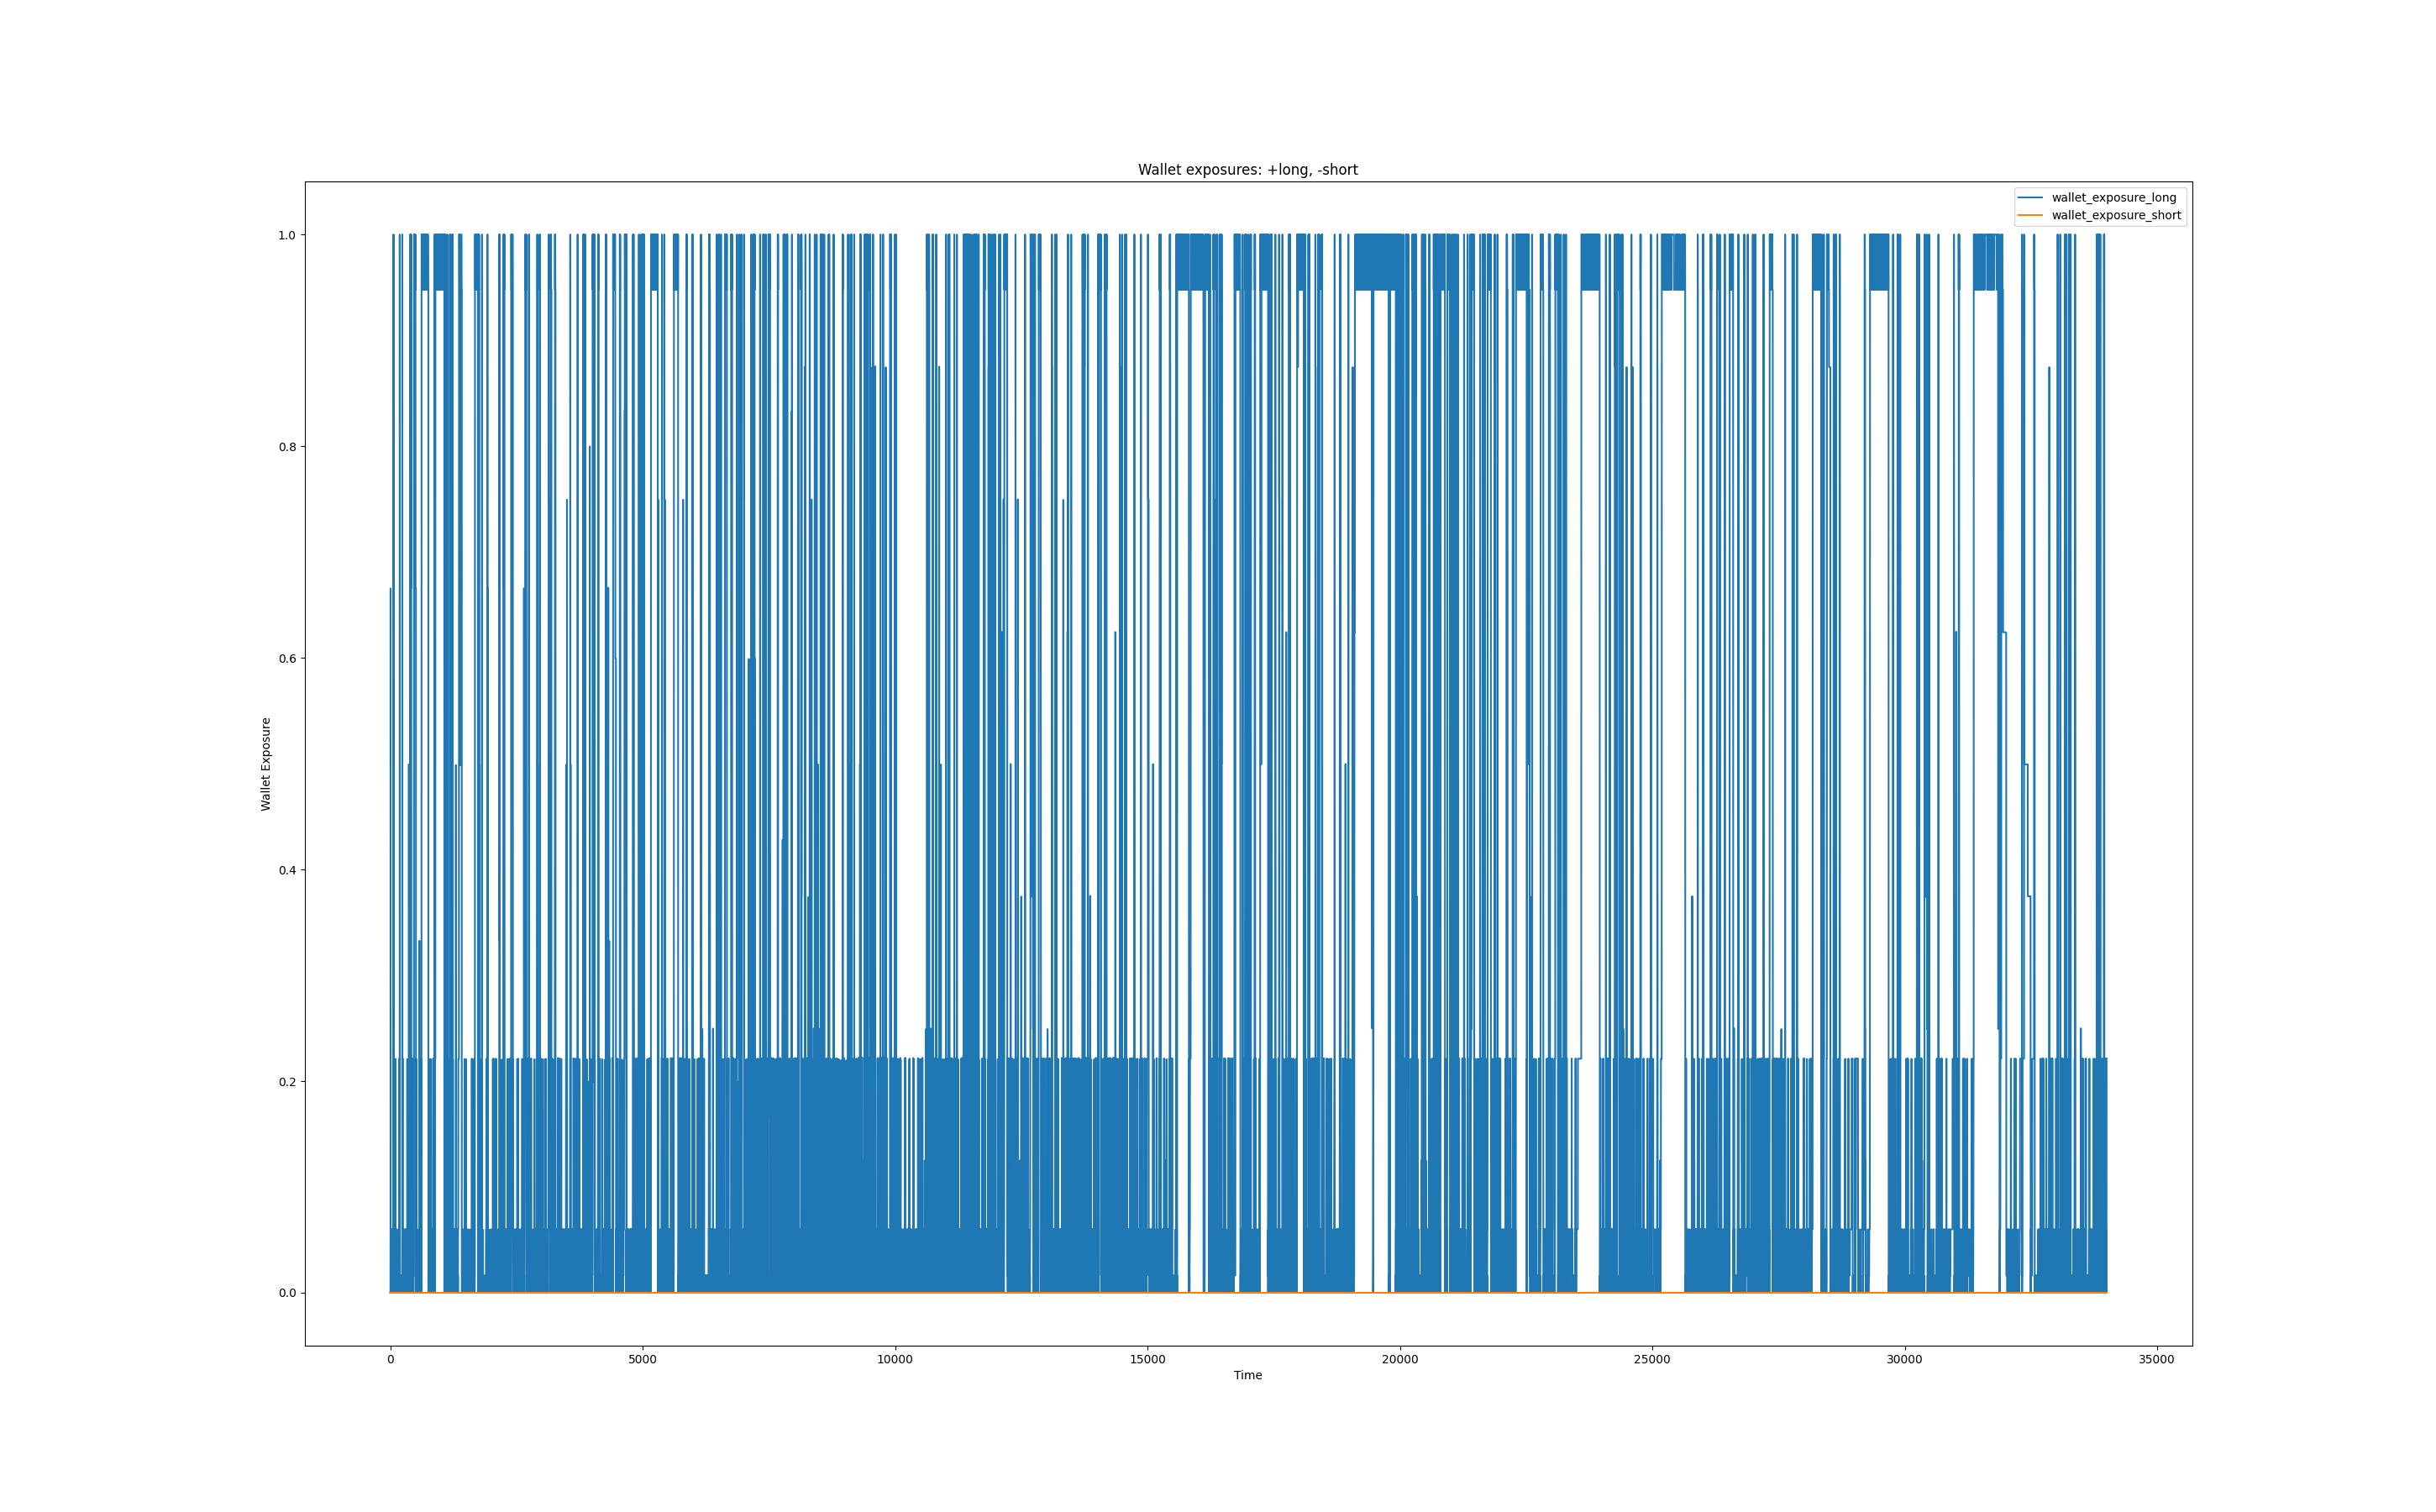 Wallet exposures: +long, -short
wallet_exposure_long
wallet_exposure_short
1.0
0.8
0.6
0.4
0.2
0.0
Wallet Exposure
0 5000 10000 15000 20000 25000 30000 35000
Time